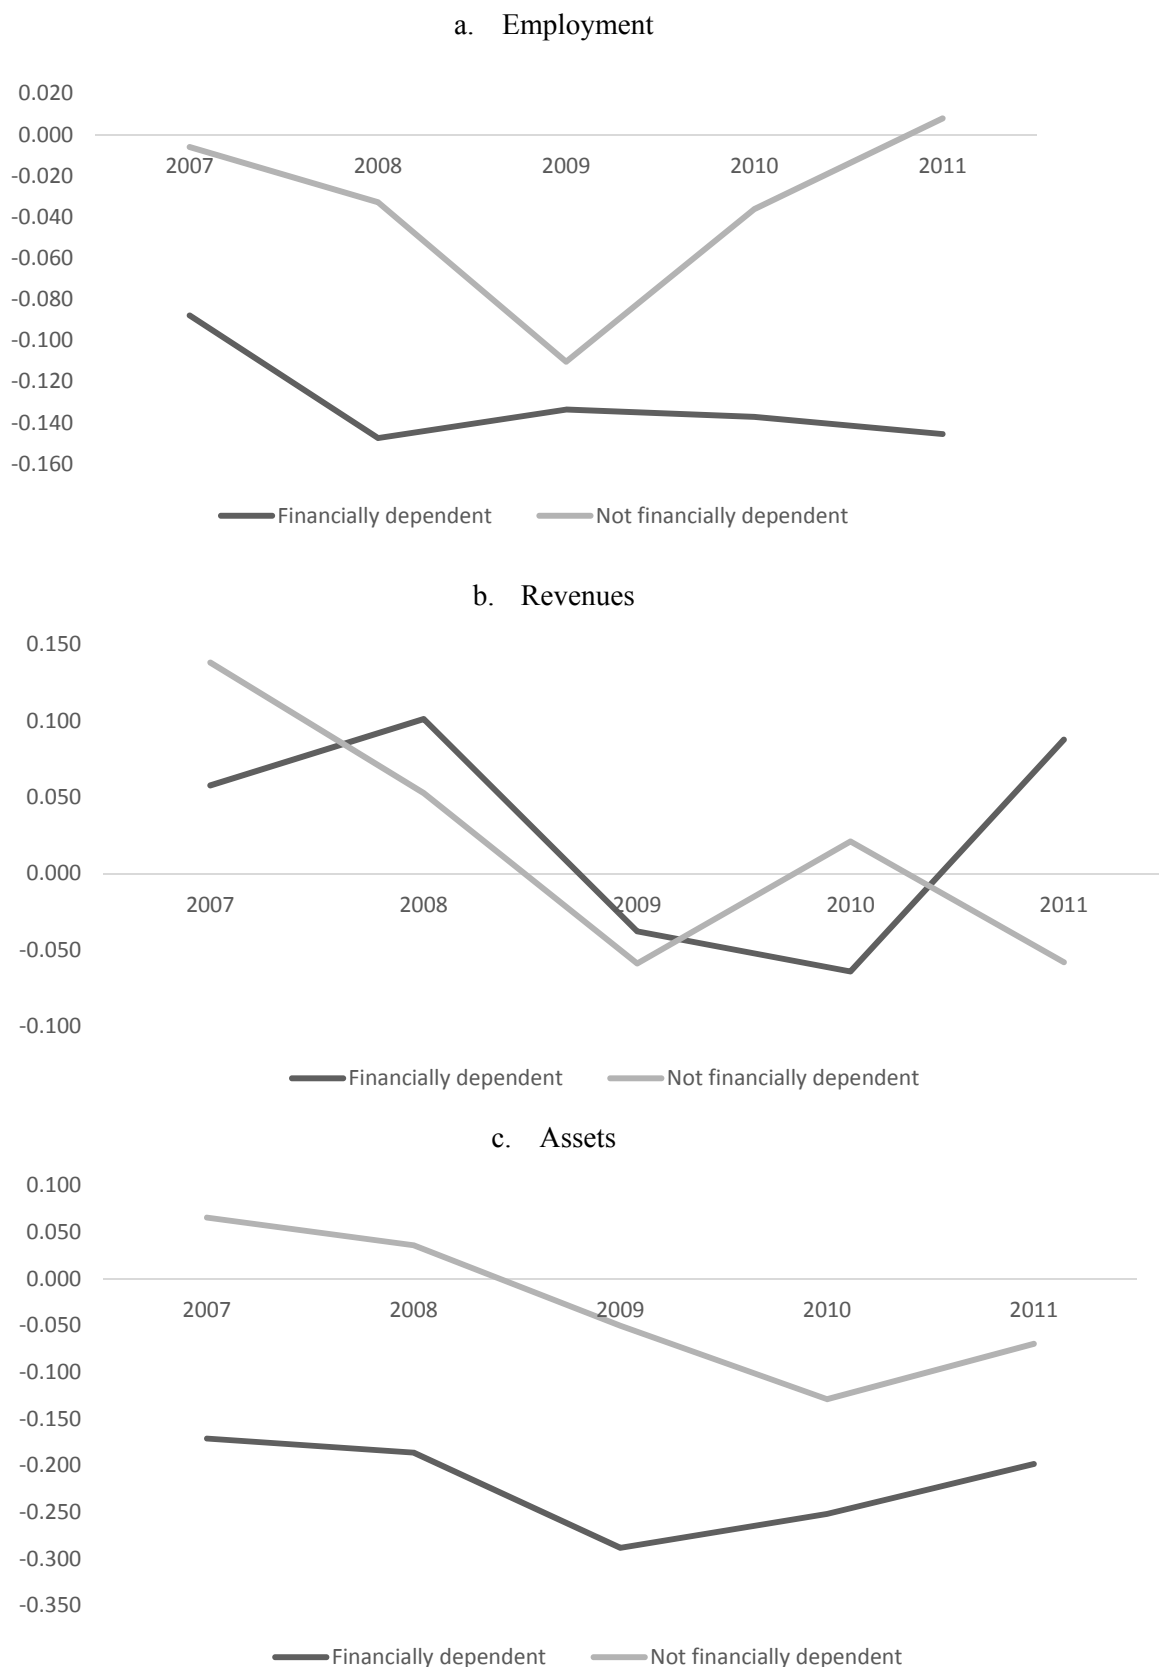 a. Employment
0.020
0.000
2007 2008 2009 2010 2011
-0.020
-0.040
-0.060
-0.080
-0.100
-0.120
-0.140
-0.160
Financially dependent Not financially dependent
b. Revenues
0.150
0.100
0.050
0.000
2007 2008 2009 2010 2011
-0.050
-0.100
Financially dependent Not financially dependent
c. Assets
0.100
0.050
0.000
2007 2008 2009 2010 2011
-0.050
-0.100
-0.150
-0.200
-0.250
-0.300
-0.350
Financially dependent Not financially dependent